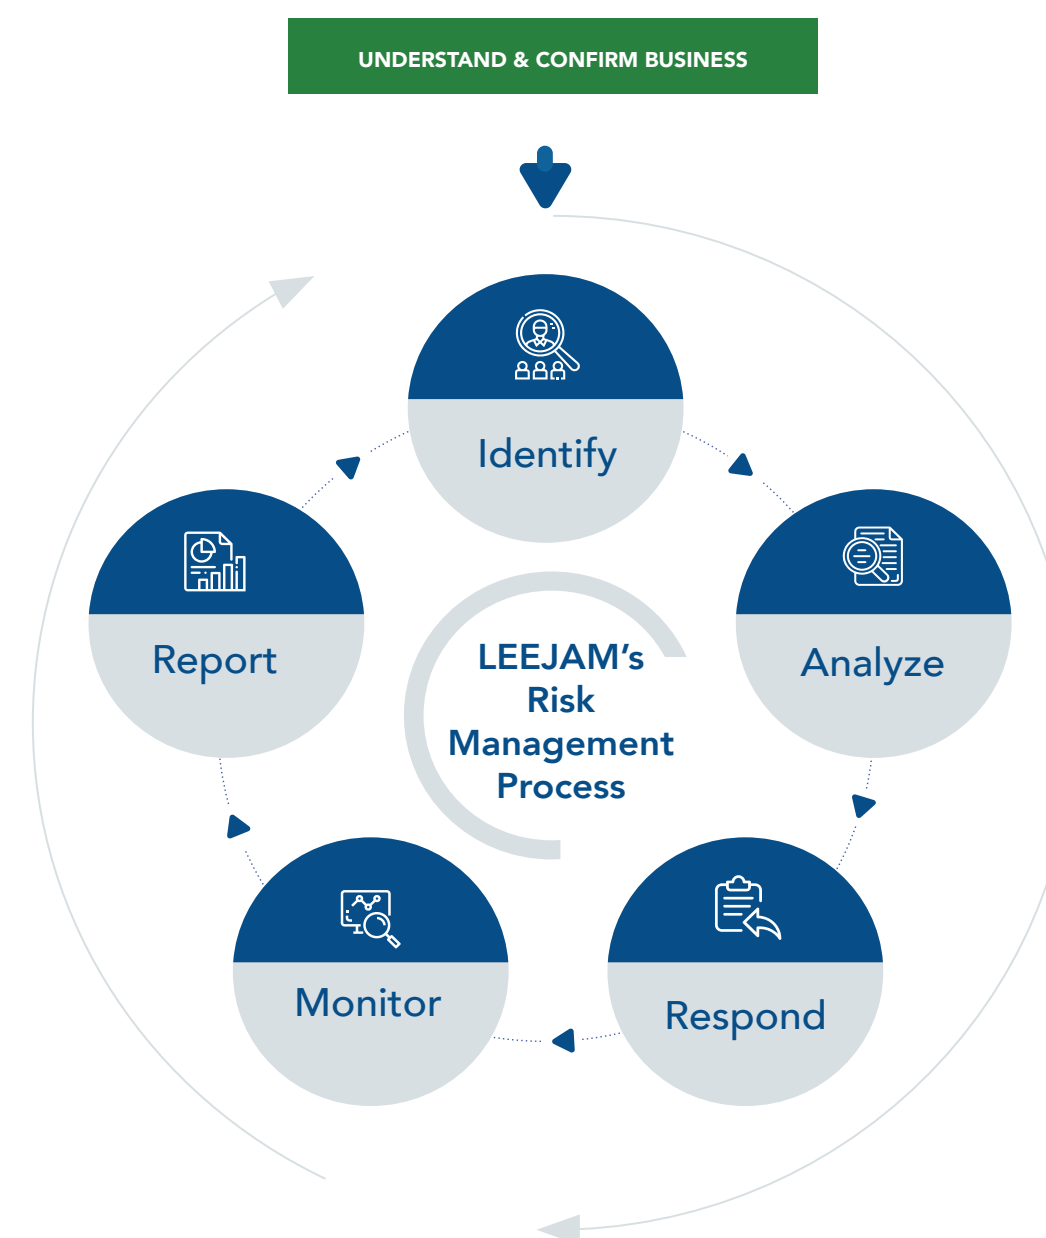 UNDERSTAND & CONFIRM BUSINESS
Identify
Analyze
Respond
Monitor
Report
LEEJAM’s
Risk
Management
Process